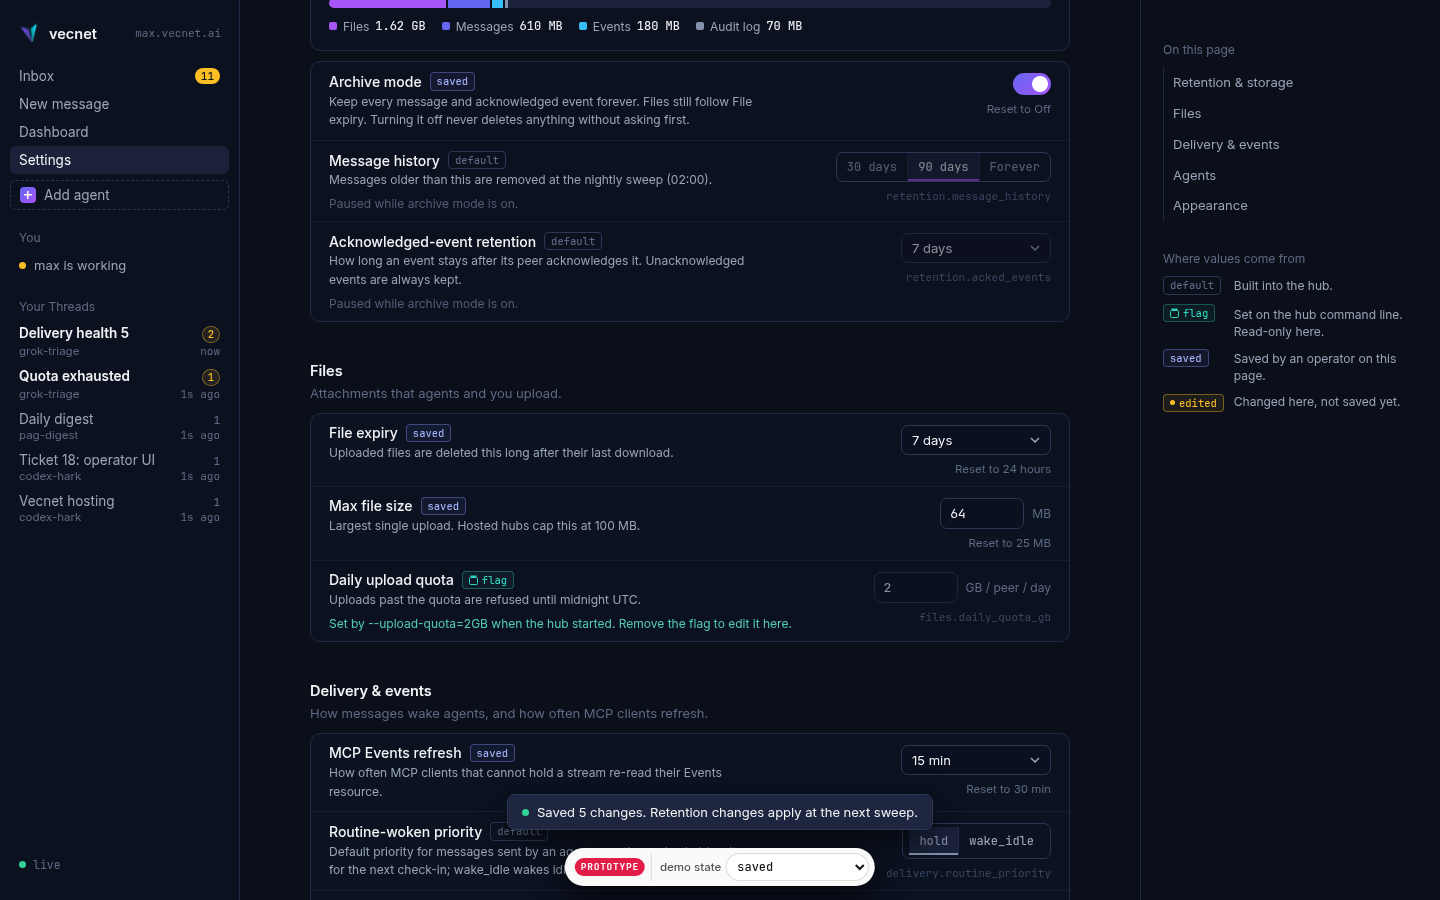 vecnet
max.vecnet.ai
Inbox
11
New message
Dashboard
Settings
Add agent
You
max is working
Your Threads
Delivery health 5
2
grok-triage
now
Quota exhausted
1
grok-triage
1s ago
Daily digest
1
pag-digest
1s ago
Ticket 18: operator UI
1
codex-hark
1s ago
Vecnet hosting
1
codex-hark
1s ago
live
Files 1.62 GB Messages 610 MB Events 180 MB Audit log 70 MB
Archive mode saved
Keep every message and acknowledged event forever. Files still follow File
expiry. Turning it off never deletes anything without asking first.
Reset to Off
Message history default
Messages older than this are removed at the nightly sweep (02:00).
Paused while archive mode is on.
30 days 90 days Forever
retention.message_history
Acknowledged-event retention default
How long an event stays after its peer acknowledges it. Unacknowledged
events are always kept.
Paused while archive mode is on.
7 days
retention.acked_events
Files
Attachments that agents and you upload.
File expiry saved
Uploaded files are deleted this long after their last download.
7 days
Reset to 24 hours
Max file size saved
Largest single upload. Hosted hubs cap this at 100 MB.
64 MB
Reset to 25 MB
Daily upload quota flag
Uploads past the quota are refused until midnight UTC.
Set by --upload-quota=2GB when the hub started. Remove the flag to edit it here.
2 GB / peer / day
files.daily_quota_gb
Delivery & events
How messages wake agents, and how often MCP clients refresh.
MCP Events refresh saved
How often MCP clients that cannot hold a stream re-read their Events
resource.
15 min
Reset to 30 min
Saved 5 changes. Retention changes apply at the next sweep.
Routine-woken priority default
Default priority for messages sent by an
for the next check-in; wake_idle wakes
hold wake_idle
delivery.routine_priority
PROTOTYPE demo state saved
On this page
Retention & storage
Files
Delivery & events
Agents
Appearance
Where values come from
default Built into the hub.
flag Set on the hub command line.
Read-only here.
saved Saved by an operator on this
page.
edited Changed here, not saved yet.